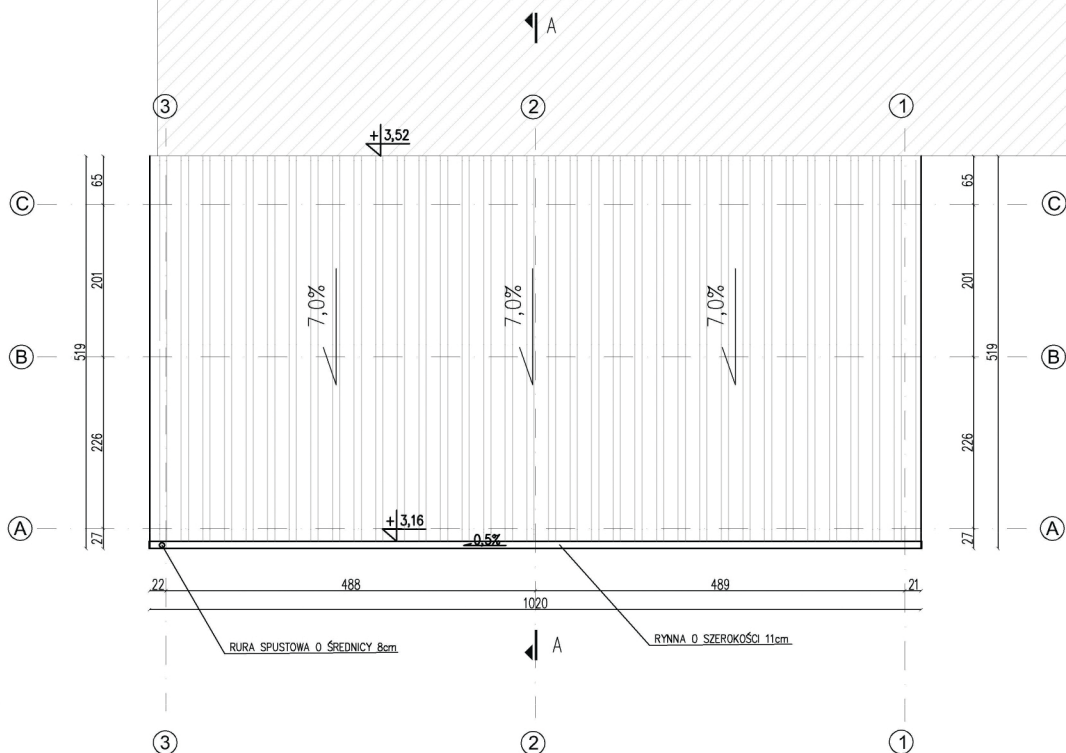 A
3
2
1
+3,52
65
65
C
C
201
201
7,0%
7,0%
7,0%
519
519
B
B
226
226
+3,16
A
A
27
27
0,5%
22
488
489
21
1020
RURA SPUSTOWA O ŚREDNICY 8cm
RYNNA O SZEROKOŚCI 11cm
A
3
2
1